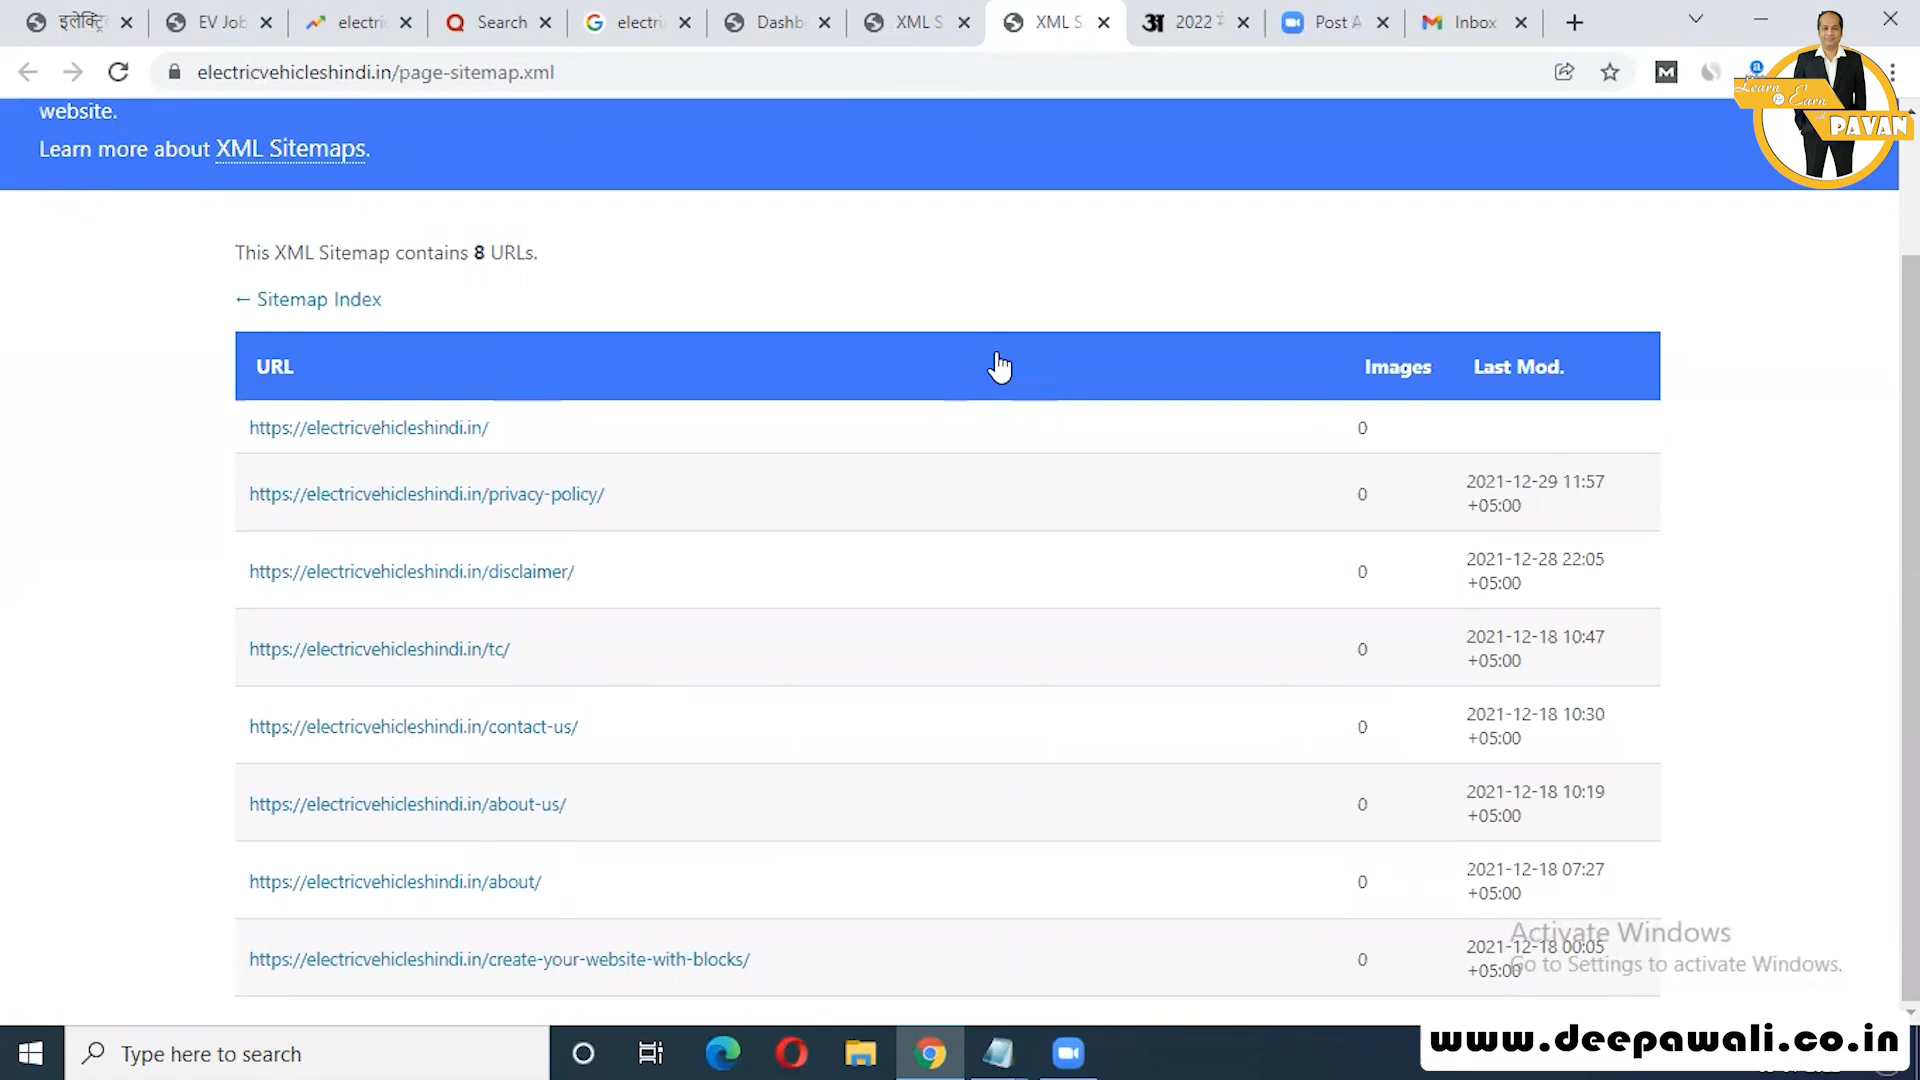 इलेक्ट्रि
EV Job
electric
Search
electri
Dashb
XML S
XML S
2022
Post A
Inbox
electricvehicleshindi.in/page-sitemap.xml
Learn
Earn
with
PAVAN
website.
Learn more about XML Sitemaps.
This XML Sitemap contains 8 URLs.
← Sitemap Index
URL Images Last Mod.
https://electricvehicleshindi.in/ 0
https://electricvehicleshindi.in/privacy-policy/ 0 2021-12-29 11:57
+05:00
https://electricvehicleshindi.in/disclaimer/ 0 2021-12-28 22:05
+05:00
https://electricvehicleshindi.in/tc/ 0 2021-12-18 10:47
+05:00
https://electricvehicleshindi.in/contact-us/ 0 2021-12-18 10:30
+05:00
https://electricvehicleshindi.in/about-us/ 0 2021-12-18 10:19
+05:00
https://electricvehicleshindi.in/about/ 0 2021-12-18 07:27
+05:00
https://electricvehicleshindi.in/create-your-website-with-blocks/ 0 2021-12-18 00:05
+05:00
Activate Windows
Go to Settings to activate Windows.
Type here to search
www.deepawali.co.in